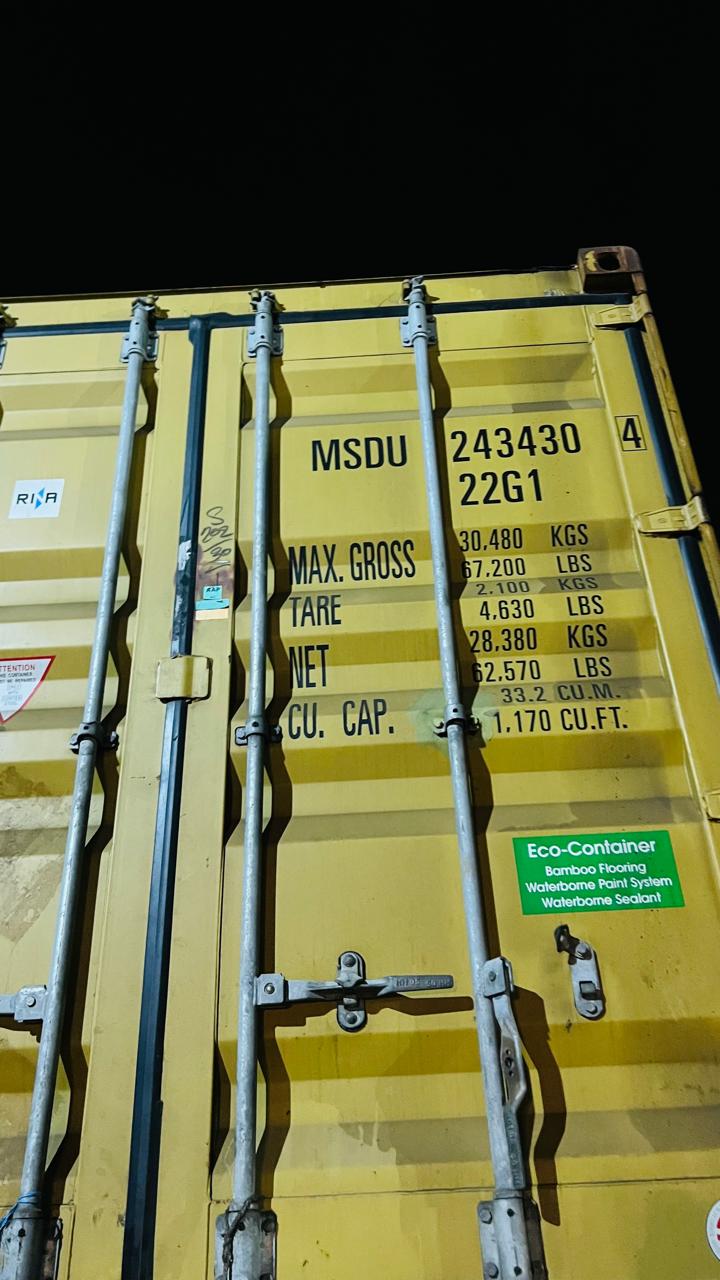 MSDU 243430 4
22G1
RINA
MAX. GROSS 30,480 KGS
67,200 LBS
TARE 2,100 KGS
4,630 LBS
NET 28,380 KGS
62,570 LBS
CU. CAP. 33.2 CU.M.
1,170 CU.FT.
ATTENTION
Eco-Container
Bamboo Flooring
Waterborne Paint System
Waterborne Sealant